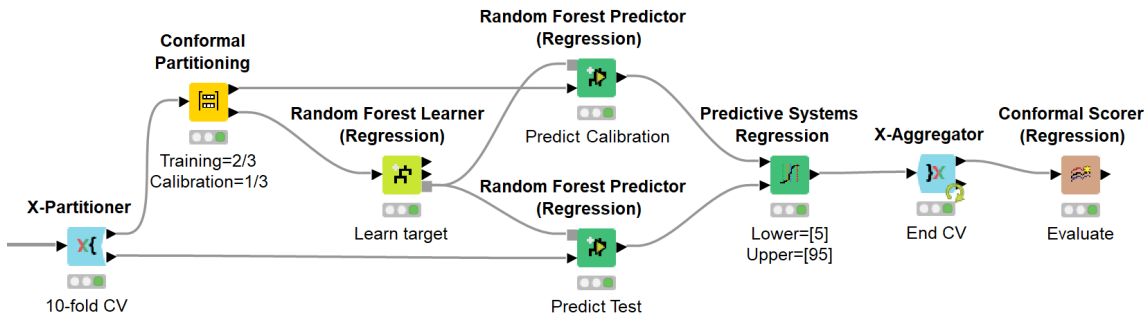 Random Forest Predictor
(Regression)
Predict Calibration
Conformal
Partitioning
Training=2/3
Calibration=1/3
Random Forest Learner
(Regression)
Learn target
Predictive Systems
Regression
Lower=[5]
Upper=[95]
X-Aggregator
End CV
Conformal Scorer
(Regression)
Evaluate
X-Partitioner
X{
10-fold CV
Random Forest Predictor
(Regression)
Predict Test
}X